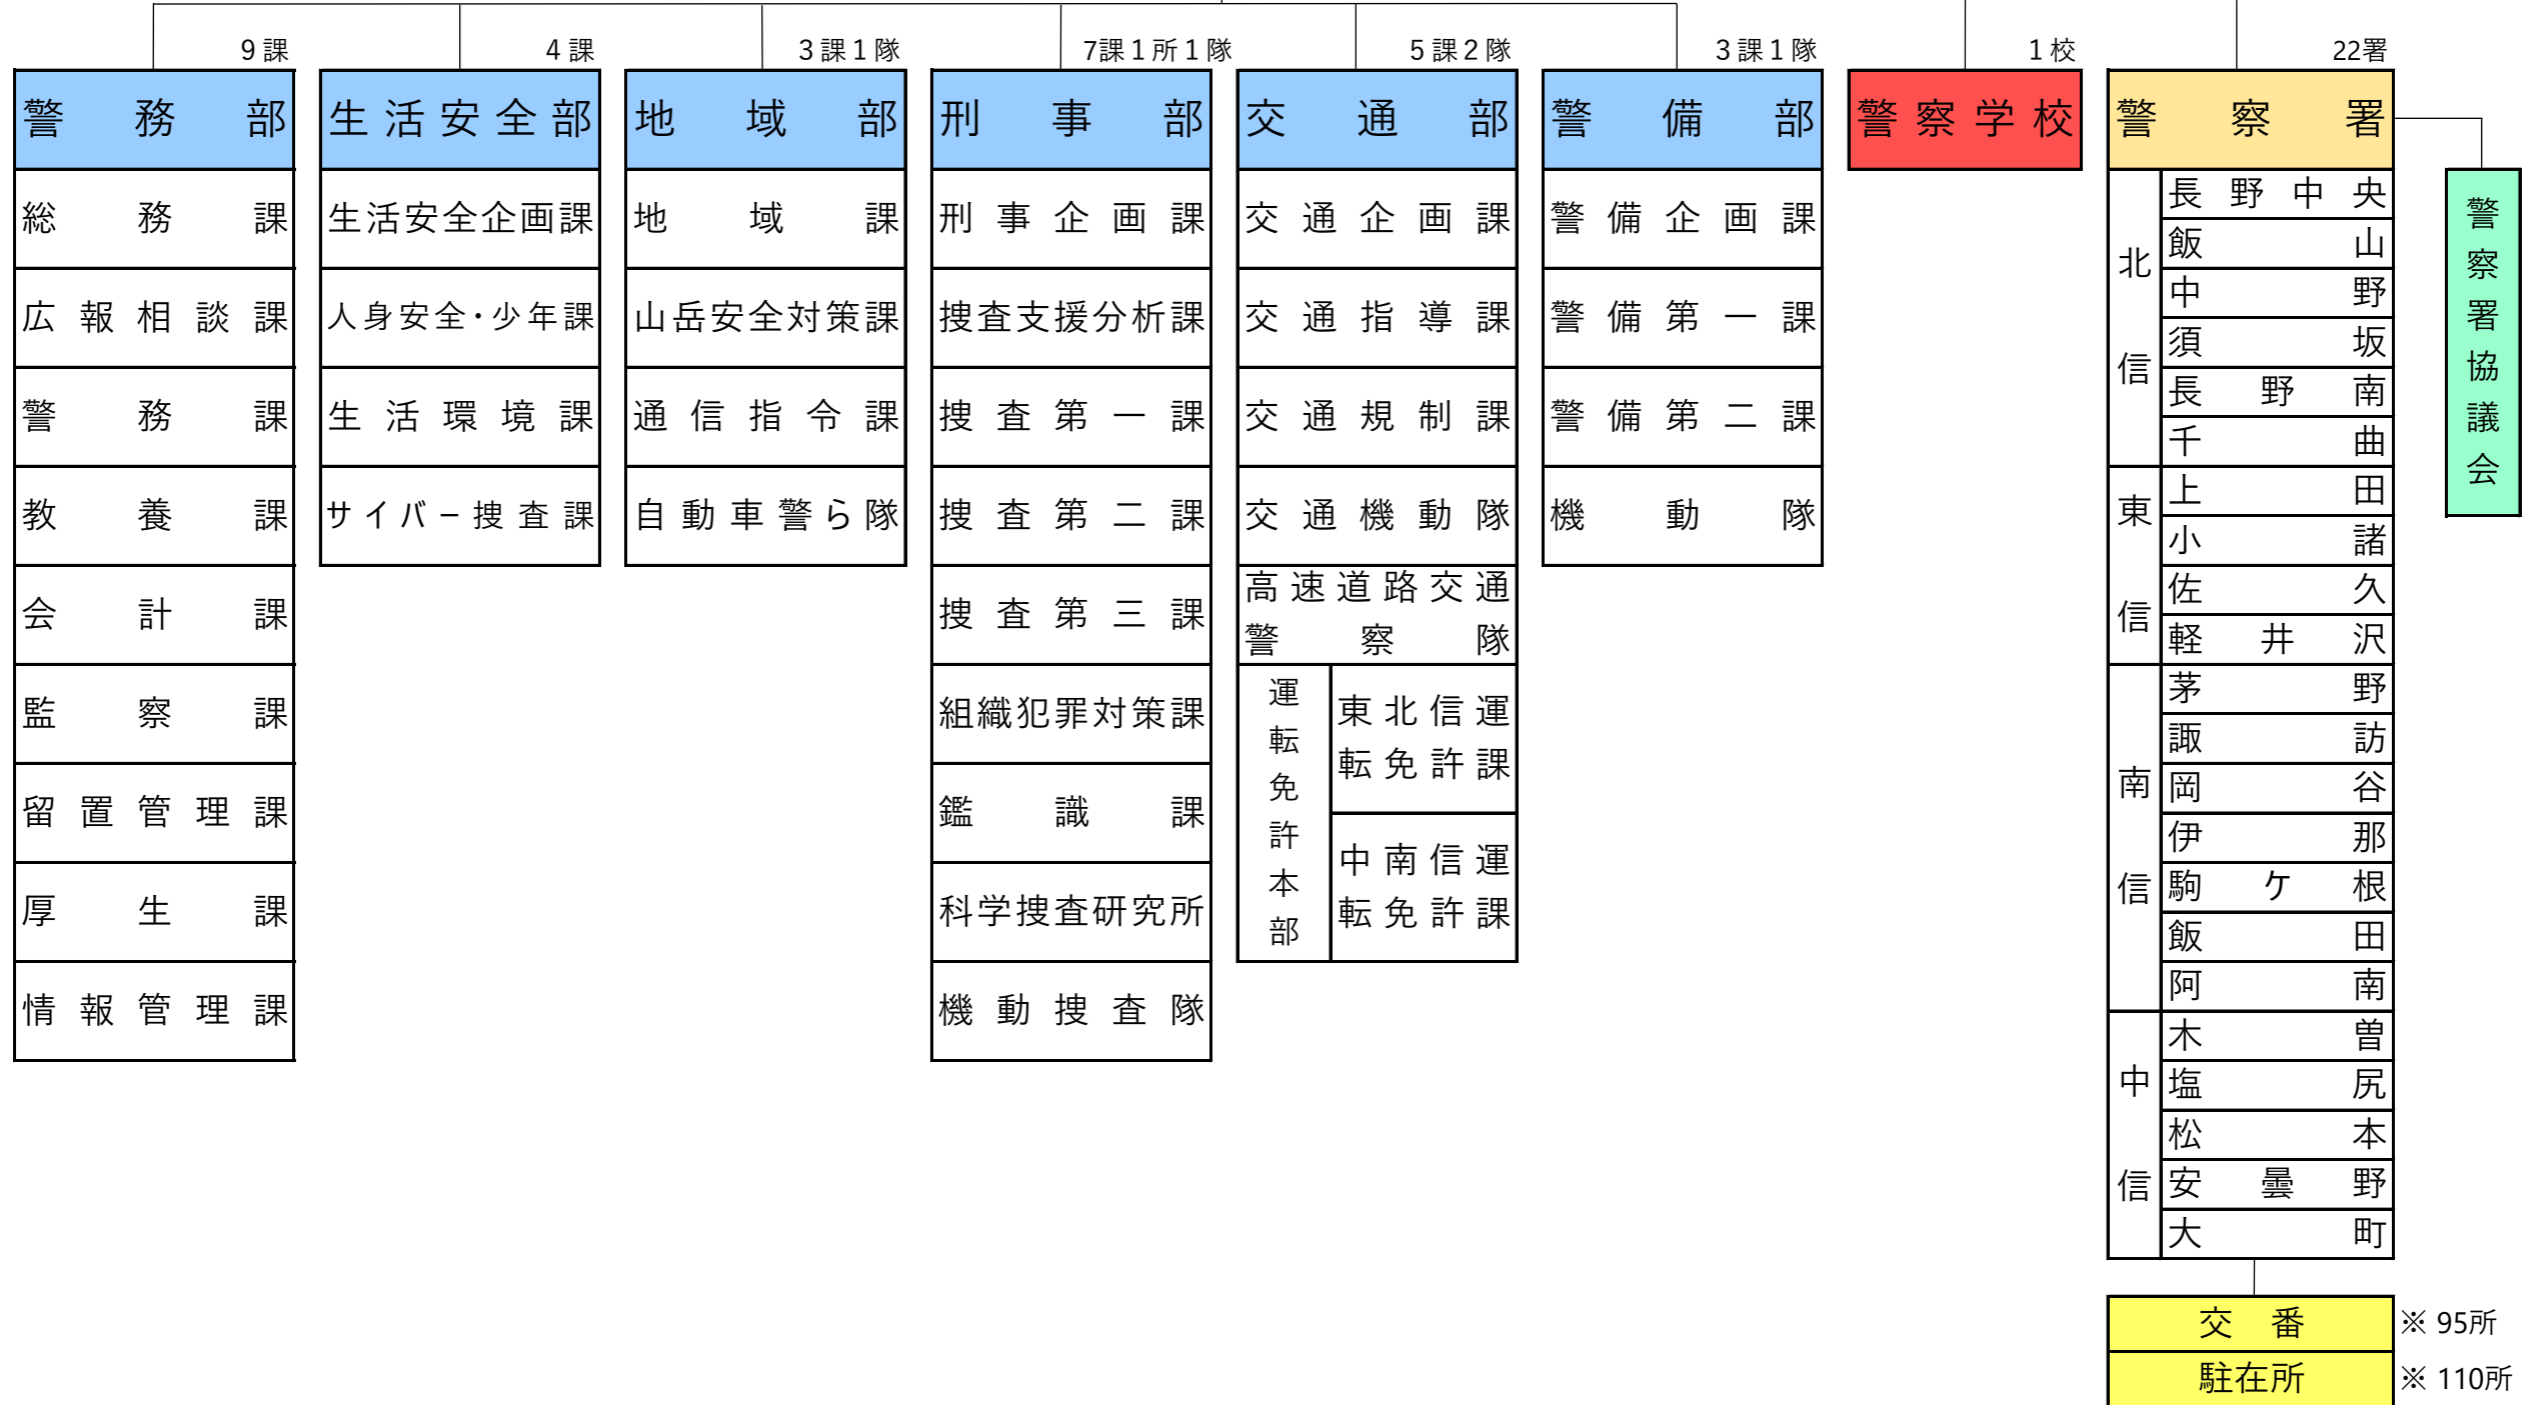 9課
警務部
総務課
広報相談課
警務課
教養課
会計課
監察課
留置管理課
厚生課
情報管理課
4課
生活安全部
生活安全企画課
人身安全・少年課
生活環境課
サイバー捜査課
3課1隊
地域部
地域課
山岳安全対策課
通信指令課
自動車警ら隊
7課1所1隊
刑事部
刑事企画課
捜査支援分析課
捜査第一課
捜査第二課
捜査第三課
組織犯罪対策課
鑑識課
科学捜査研究所
機動捜査隊
5課2隊
交通部
交通企画課
交通指導課
交通規制課
交通機動隊
高速道路交通
警察隊
運転免許本部
東北信運
転免許課
中南信運
転免許課
3課1隊
警備部
警備企画課
警備第一課
警備第二課
機動隊
1校
警察学校
22署
警察署
北信
長野中央
飯山
中野
須坂
長野南
千曲
東信
上田
小諸
佐久
軽井沢
南信
茅野
諏訪
岡谷
伊那
駒ケ根
飯田
阿南
中信
木曽
塩尻
松本
安曇野
大町
警察署協議会
交番
※ 95所
駐在所
※ 110所